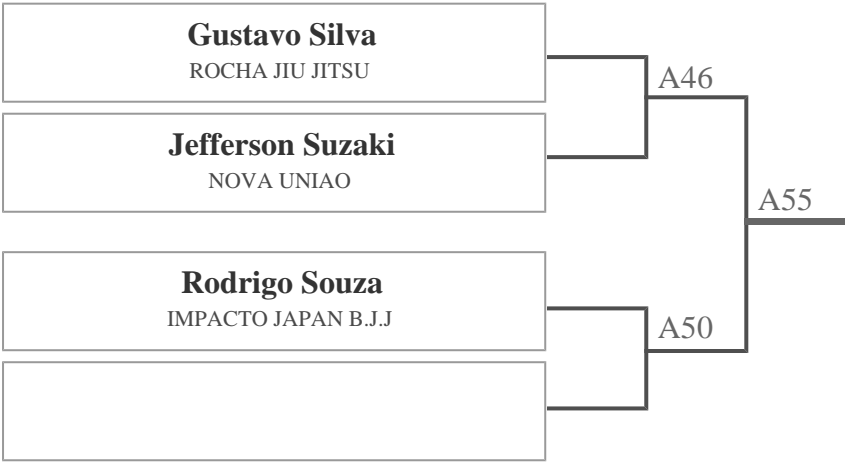 Gustavo Silva
ROCHA JIU JITSU
A46
Jefferson Suzaki
NOVA UNIAO
A55
Rodrigo Souza
IMPACTO JAPAN B.J.J
A50